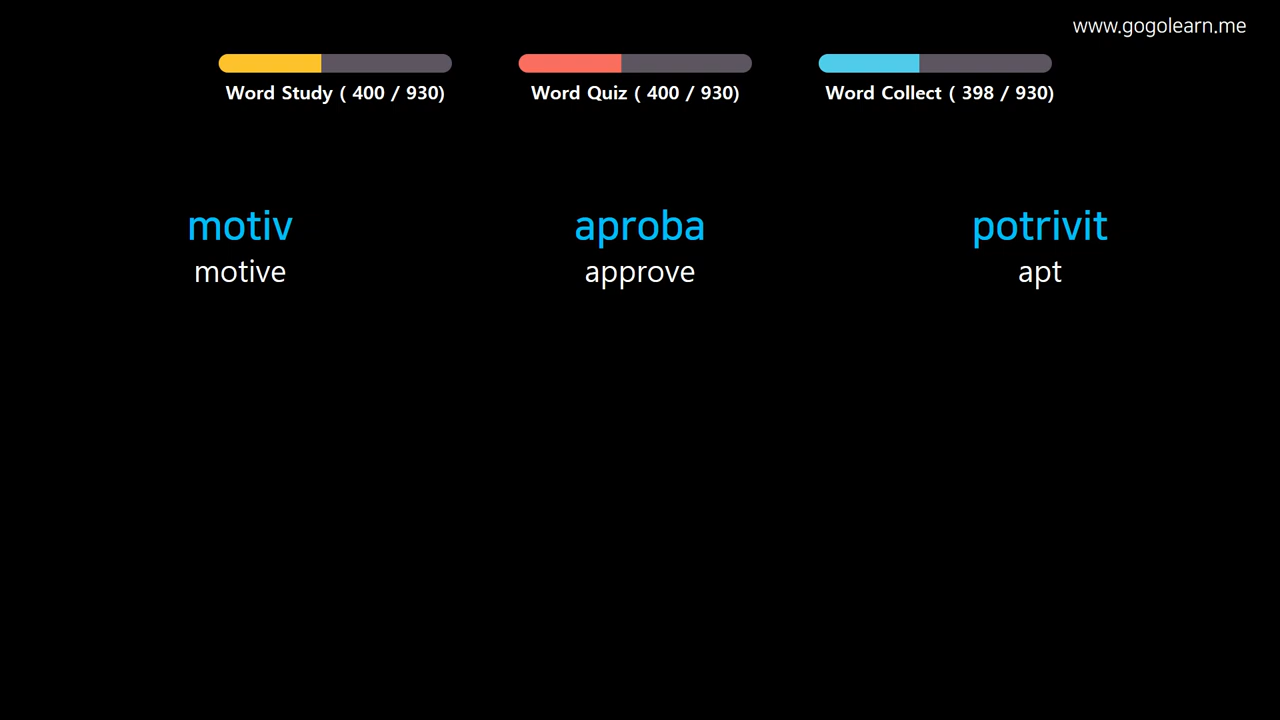 www.gogolearn.me
Word Study ( 400 / 930)
Word Quiz ( 400 / 930)
Word Collect ( 398 / 930)
motiv
motive
aproba
approve
potrivit
apt